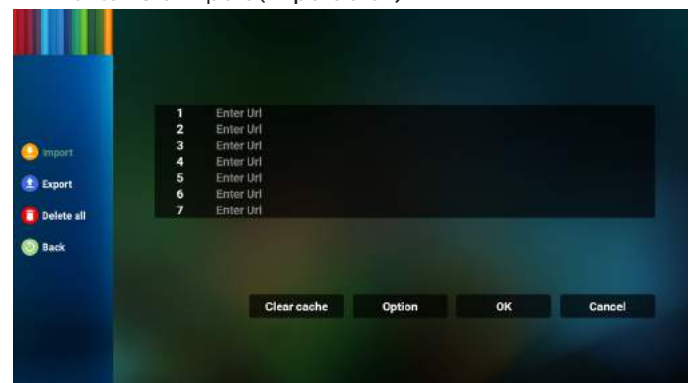 1 Enter Url
2 Enter Url
3 Enter Url
4 Enter Url
5 Enter Url
6 Enter Url
7 Enter Url
Import
Export
Delete all
Back
Clear cache Option OK Cancel